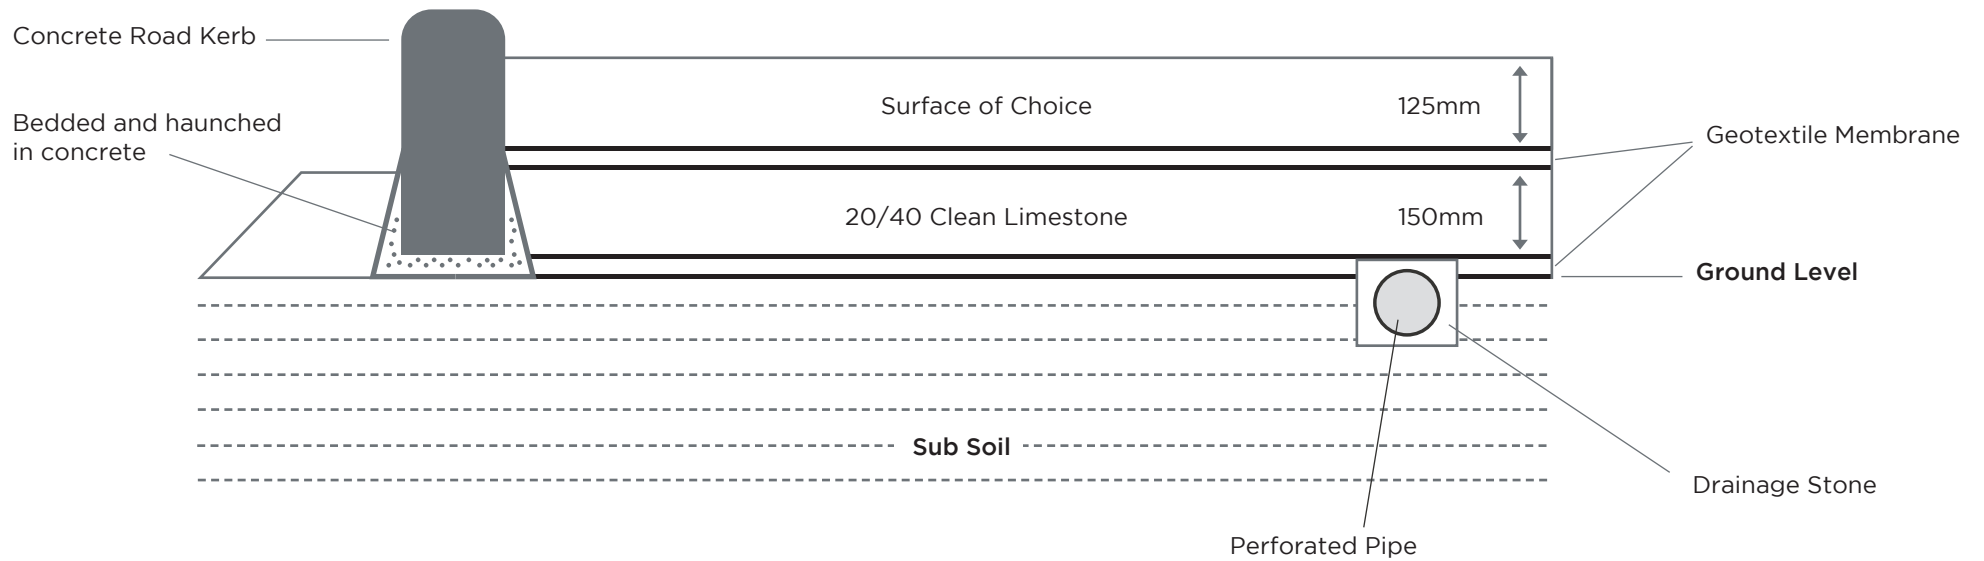 Concrete Road Kerb
Bedded and haunched
in concrete
Surface of Choice
125mm
Geotextile Membrane
20/40 Clean Limestone
150mm
Ground Level
Sub Soil
Drainage Stone
Perforated Pipe